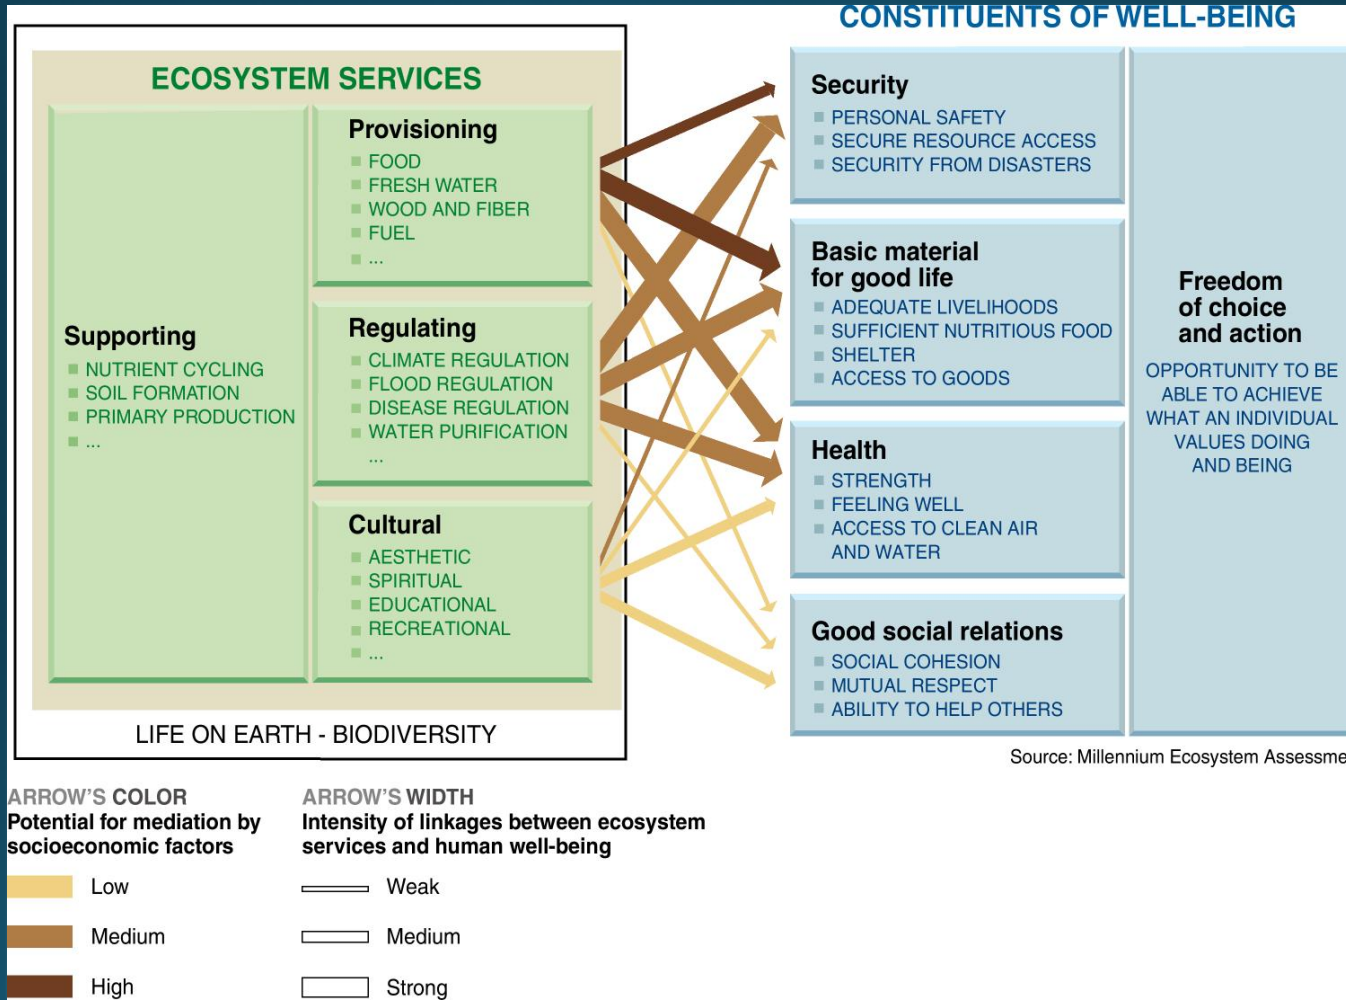 CONSTITUENTS OF WELL-BEING
ECOSYSTEM SERVICES
Supporting
NUTRIENT CYCLING
SOIL FORMATION
PRIMARY PRODUCTION
...
Provisioning
FOOD
FRESH WATER
WOOD AND FIBER
FUEL
...
Regulating
CLIMATE REGULATION
FLOOD REGULATION
DISEASE REGULATION
WATER PURIFICATION
...
Cultural
AESTHETIC
SPIRITUAL
EDUCATIONAL
RECREATIONAL
...
LIFE ON EARTH - BIODIVERSITY
Security
PERSONAL SAFETY
SECURE RESOURCE ACCESS
SECURITY FROM DISASTERS
Basic material
for good life
ADEQUATE LIVELIHOODS
SUFFICIENT NUTRITIOUS FOOD
SHELTER
ACCESS TO GOODS
Health
STRENGTH
FEELING WELL
ACCESS TO CLEAN AIR
AND WATER
Good social relations
SOCIAL COHESION
MUTUAL RESPECT
ABILITY TO HELP OTHERS
Freedom
of choice
and action
OPPORTUNITY TO BE
ABLE TO ACHIEVE
WHAT AN INDIVIDUAL
VALUES DOING
AND BEING
Source: Millennium Ecosystem Assessme
ARROW'S COLOR
Potential for mediation by
socioeconomic factors
Low
Medium
High
ARROW'S WIDTH
Intensity of linkages between ecosystem
services and human well-being
Weak
Medium
Strong